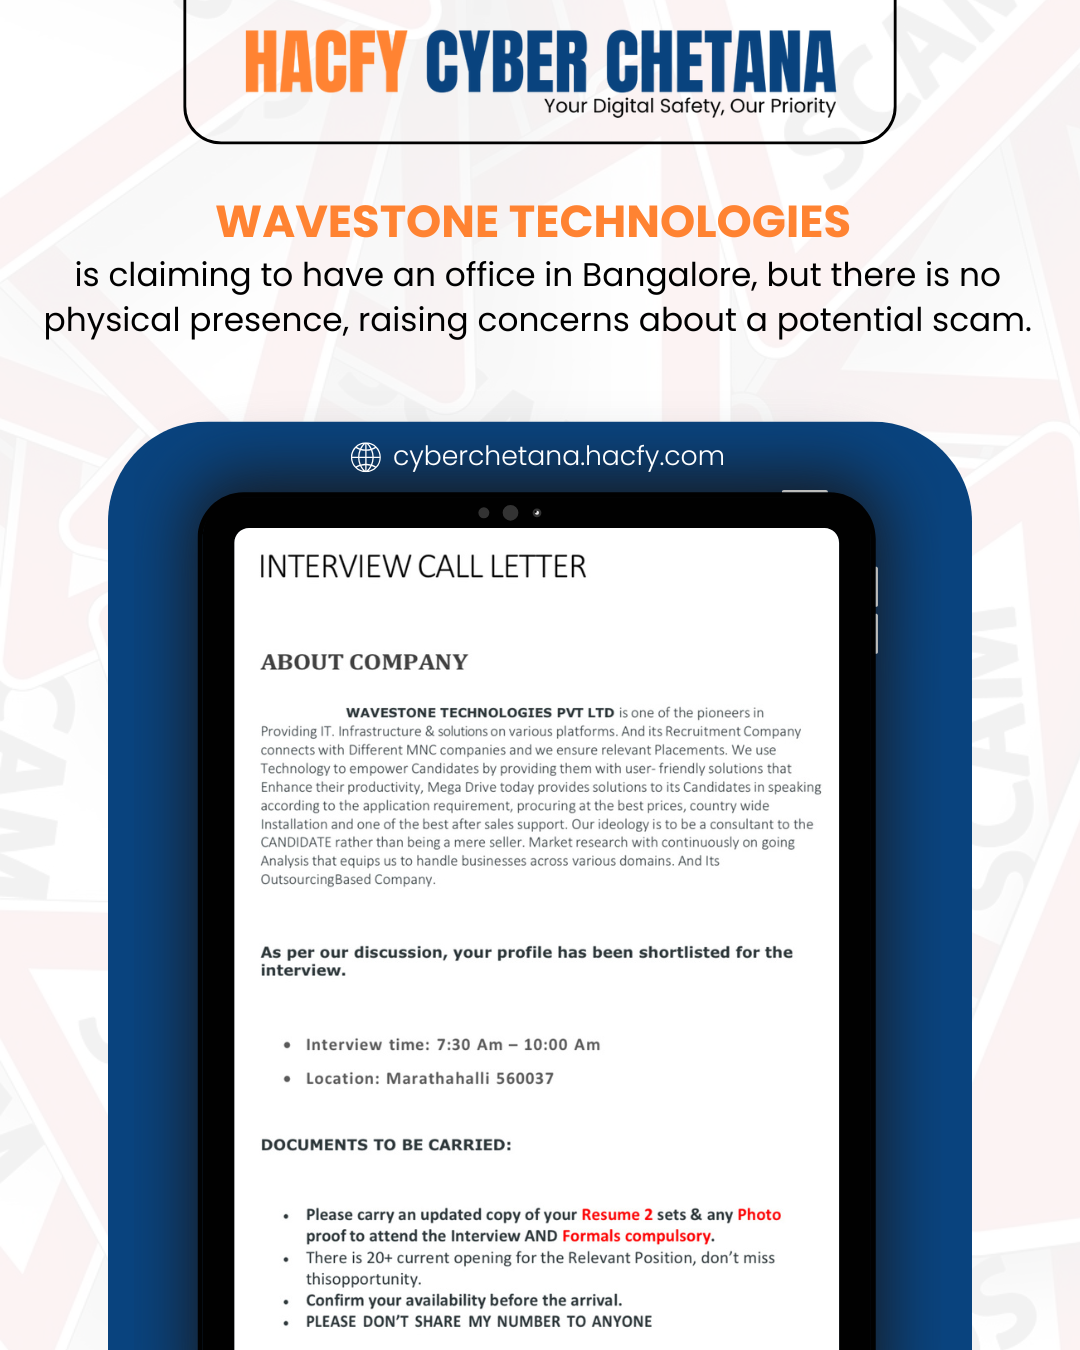 HACFY CYBER CHETANA
Your Digital Safety, Our Priority
WAVESTONE TECHNOLOGIES
is claiming to have an office in Bangalore, but there is no
physical presence, raising concerns about a potential scam.
cyberchetana.hacfy.com
INTERVIEW CALL LETTER
ABOUT COMPANY
WAVESTONE TECHNOLOGIES PVT LTD is one of the pioneers in
Providing IT. Infrastructure & solutions on various platforms. And its Recruitment Company
connects with Different MNC companies and we ensure relevant Placements. We use
Technology to empower Candidates by providing them with user- friendly solutions that
Enhance their productivity, Mega Drive today provides solutions to its Candidates in speaking
according to the application requirement, procuring at the best prices, country wide
Installation and one of the best after sales support. Our ideology is to be a consultant to the
CANDIDATE rather than being a mere seller. Market research with continuously on going
Analysis that equips us to handle businesses across various domains. And Its
OutsourcingBased Company.
As per our discussion, your profile has been shortlisted for the
interview.
• Interview time: 7:30 Am – 10:00 Am
• Location: Marathahalli 560037
DOCUMENTS TO BE CARRIED:
• Please carry an updated copy of your Resume 2 sets & any Photo
proof to attend the Interview AND Formals compulsory.
• There is 20+ current opening for the Relevant Position, don't miss
thisopportunity.
• Confirm your availability before the arrival.
• PLEASE DON'T SHARE MY NUMBER TO ANYONE
SCAM
SCAM
SCAM